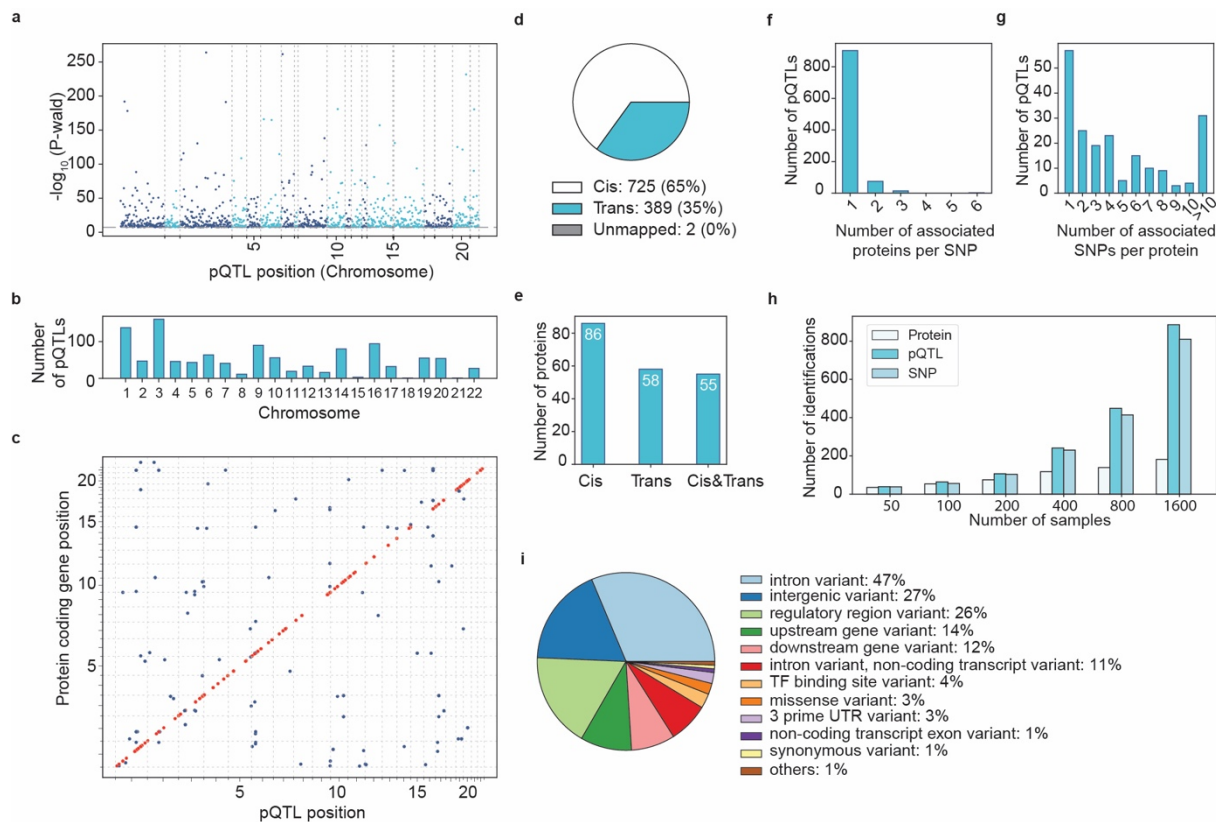 a
-log10 (P-wald)
250
200
150
100
50
0
5
10
15
20
pQTL position (Chromosome)
b
Number
of pQTLs
100
0
1 2 3 4 5 6 7 8 9 10 11 12 13 14 15 16 17 18 19 20 21 22
Chromosome
c
Protein coding gene position
20
15
10
5
5 10 15 20
pQTL position
d
Cis: 725 (65%)
Trans: 389 (35%)
Unmapped: 2 (0%)
e
Number of proteins
80
60
40
20
0
86
58
55
Cis Trans Cis&Trans
f
Number of pQTLs
800
600
400
200
0
1 2 3 4 5 6
Number of associated
proteins per SNP
g
Number of pQTLs
50
40
30
20
10
0
1 2 3 4 5 6 7 8 9 10 >10
Number of associated
SNPs per protein
h
Number of identifications
800
600
400
200
0
Protein
pQTL
SNP
50 100 200 400 800 1600
Number of samples
i
intron variant: 47%
intergenic variant: 27%
regulatory region variant: 26%
upstream gene variant: 14%
downstream gene variant: 12%
intron variant, non-coding transcript variant: 11%
TF binding site variant: 4%
missense variant: 3%
3 prime UTR variant: 3%
non-coding transcript exon variant: 1%
synonymous variant: 1%
others: 1%